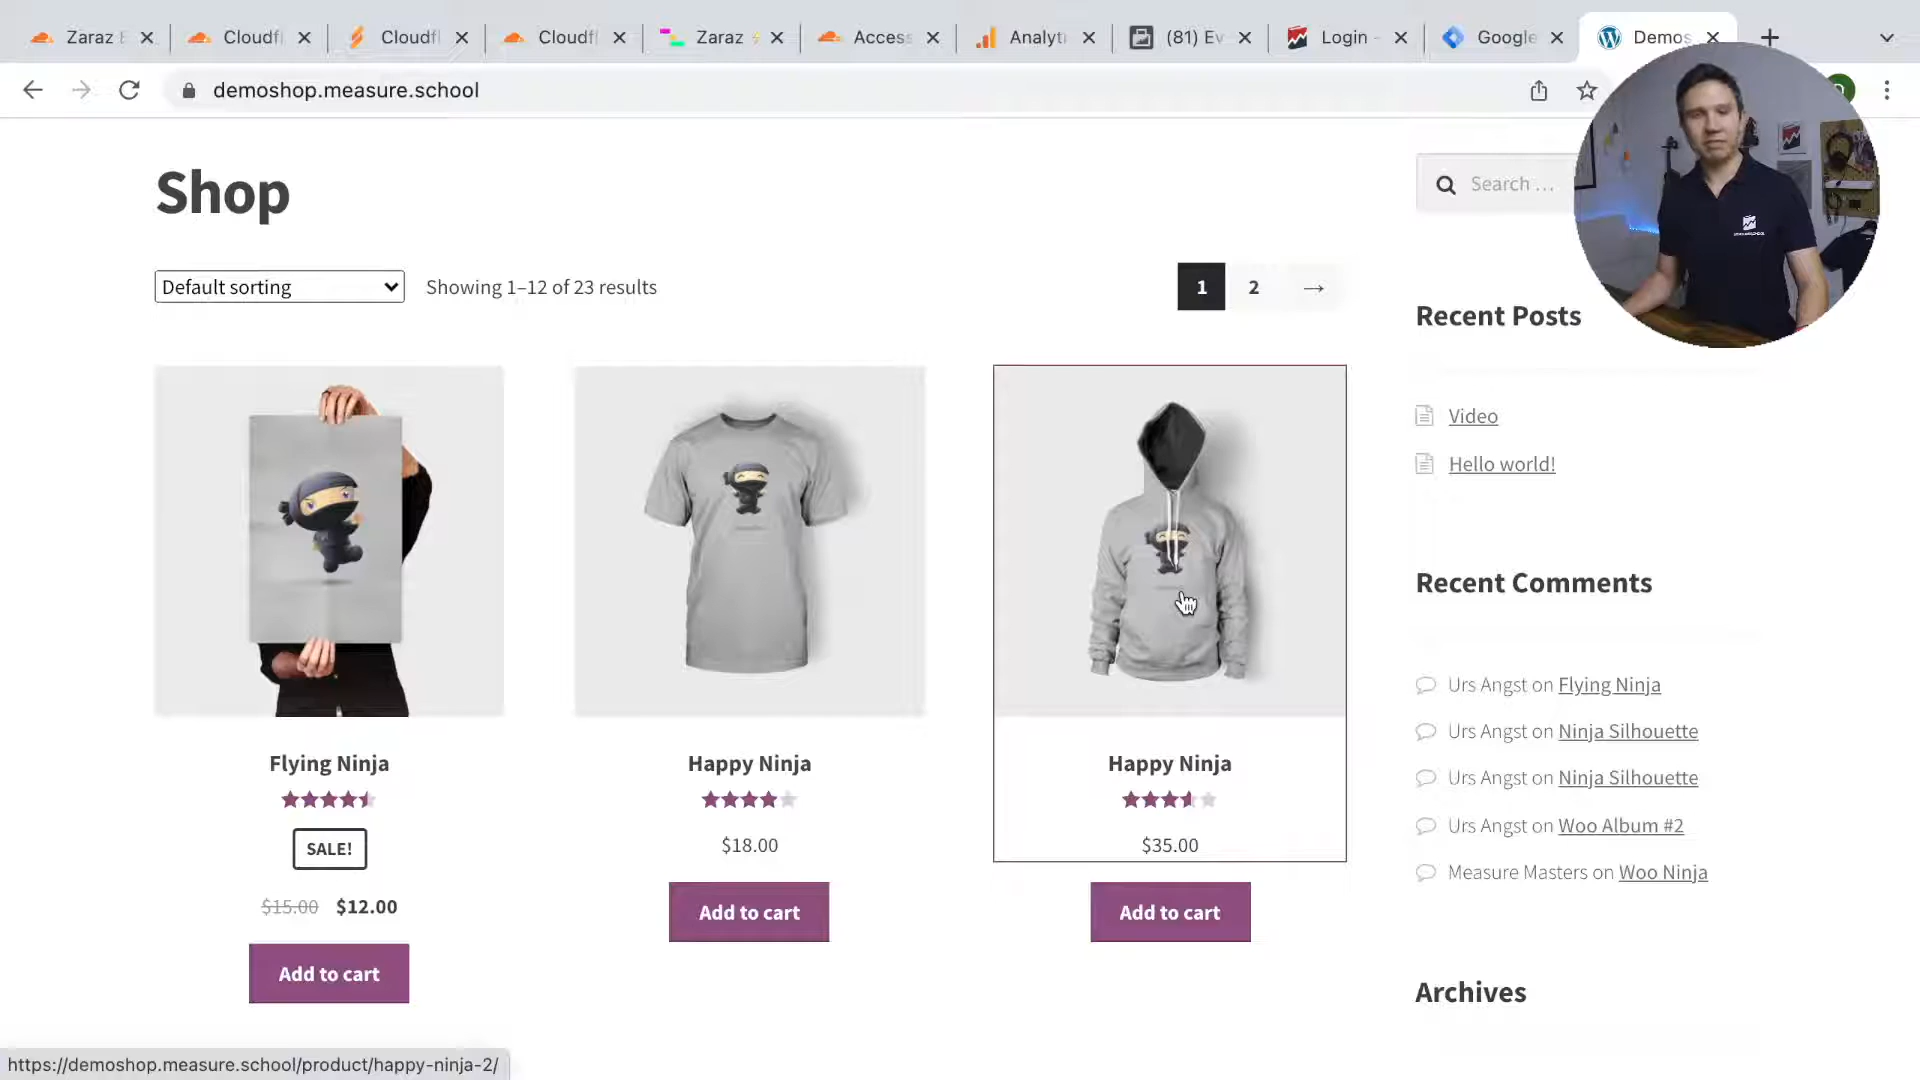 Zaraz E
Cloudfl
Cloudfl
Cloudfl
Zaraz
Access
Analyti
(81) Ev
Login -
Google
Demos
demoshop.measure.school
Shop
Search …
Default sorting
Showing 1–12 of 23 results
1 2 →
Recent Posts
Video
Hello world!
Flying Ninja
SALE!
$15.00 $12.00
Add to cart
Happy Ninja
$18.00
Add to cart
Happy Ninja
$35.00
Add to cart
Recent Comments
Urs Angst on Flying Ninja
Urs Angst on Ninja Silhouette
Urs Angst on Ninja Silhouette
Urs Angst on Woo Album #2
Measure Masters on Woo Ninja
Archives
https://demoshop.measure.school/product/happy-ninja-2/